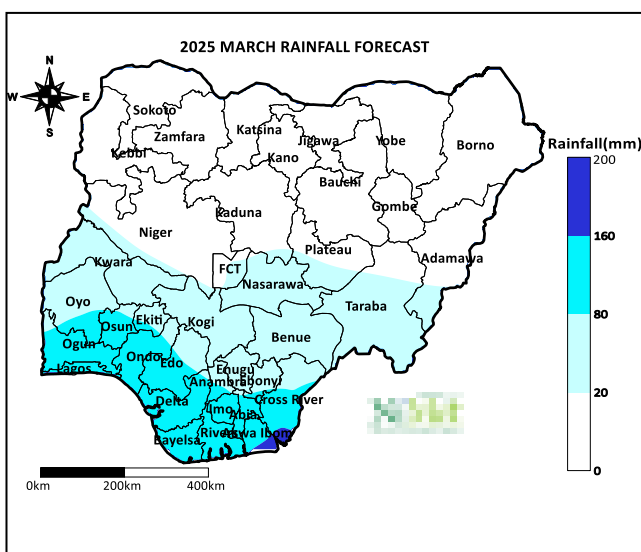 2025 MARCH RAINFALL FORECAST
N
W E
S
Sokoto
Zamfara
Katsina
Jigawa
Yobe
Borno
Kebbi
Kano
Bauchi
Gombe
Kaduna
Niger
Plateau
Adamawa
FCT
Kwara
Nasarawa
Taraba
Oyo
Osun
Ekiti
Kogi
Benue
Ogun
Ondo
Edo
Lagos
Enugu
Anambra
Ebonyi
Cross River
Delta
Imo
Abia
Bayelsa
Rivers
Akwa Ibom
Rainfall(mm)
200
160
80
20
0
0km 200km 400km